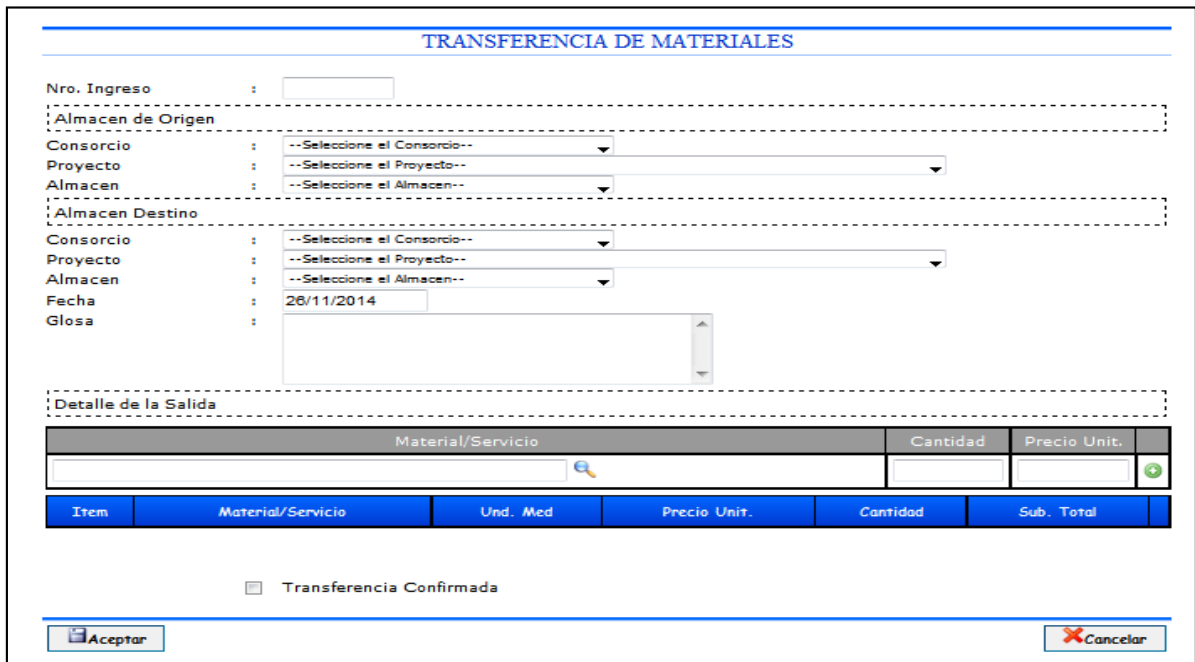 TRANSFERENCIA DE MATERIALES
Nro. Ingreso :
Almacen de Origen
Consorcio : --Seleccione el Consorcio--
Proyecto : --Seleccione el Proyecto--
Almacen : --Seleccione el Almacen--
Almacen Destino
Consorcio : --Seleccione el Consorcio--
Proyecto : --Seleccione el Proyecto--
Almacen : --Seleccione el Almacen--
Fecha : 26/11/2014
Glosa :
Detalle de la Salida
Material/Servicio Cantidad Precio Unit.
Item Material/Servicio Und. Med Precio Unit. Cantidad Sub. Total
Transferencia Confirmada
Aceptar Cancelar